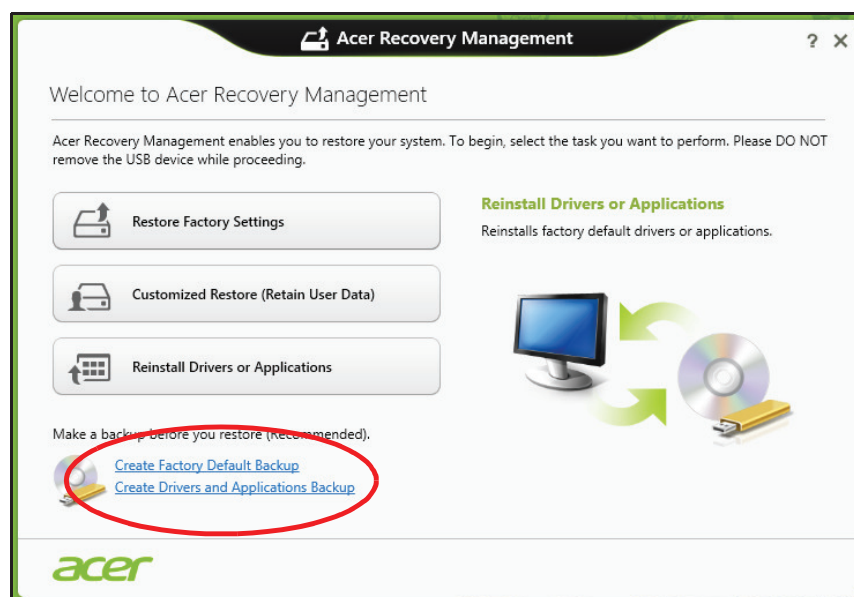 Acer Recovery Management
? X
Welcome to Acer Recovery Management
Acer Recovery Management enables you to restore your system. To begin, select the task you want to perform. Please DO NOT
remove the USB device while proceeding.
Restore Factory Settings
Customized Restore (Retain User Data)
Reinstall Drivers or Applications
Reinstall Drivers or Applications
Reinstalls factory default drivers or applications.
Make a backup before you restore (Recommended).
Create Factory Default Backup
Create Drivers and Applications Backup
acer